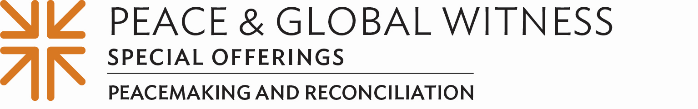 PEACE & GLOBAL WITNESS
SPECIAL OFFERINGS
PEACEMAKING AND RECONCILIATION